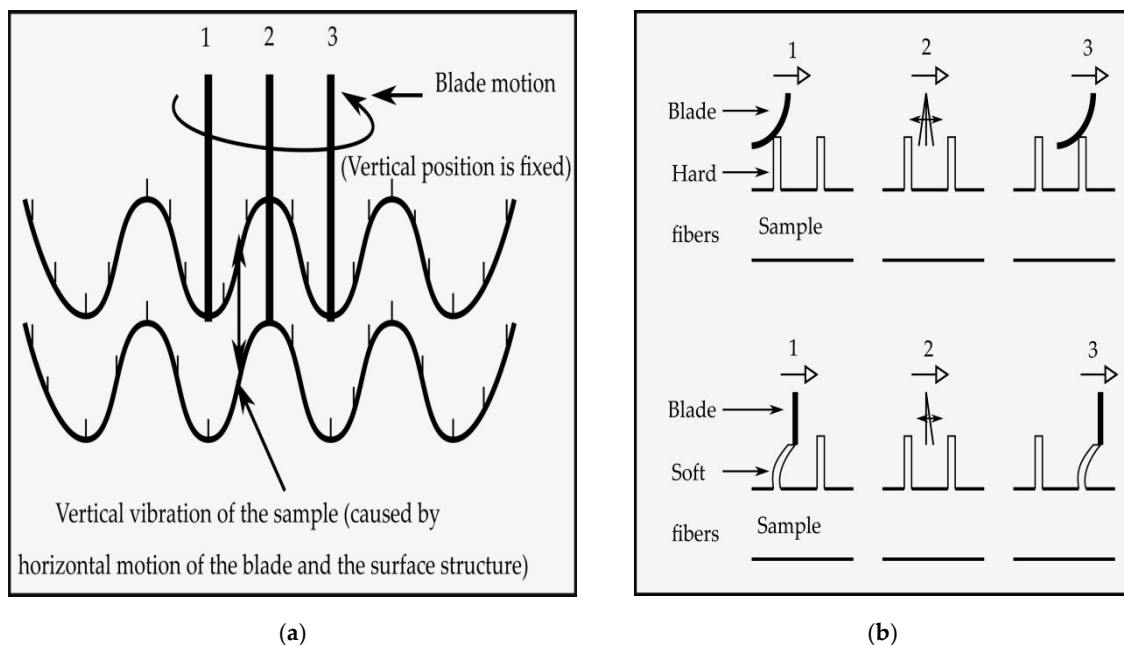 1 2 3
Blade motion
(Vertical position is fixed)
Vertical vibration of the sample (caused by
horizontal motion of the blade and the surface structure)
(a)
1 2 3
Blade
Hard
fibers Sample
1 2 3
Blade
Soft
fibers Sample
(b)